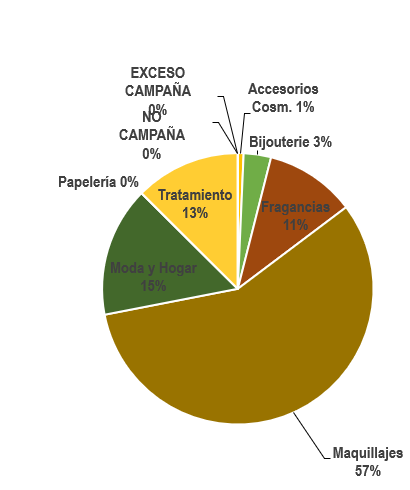 EXCESO
CAMPAÑA
0%
NO
CAMPAÑA
0%
Accesorios
Cosm. 1%
Bijouterie 3%
Papelería 0%
Tratamiento
13%
Fragancias
11%
Moda y Hogar
15%
Maquillajes
57%